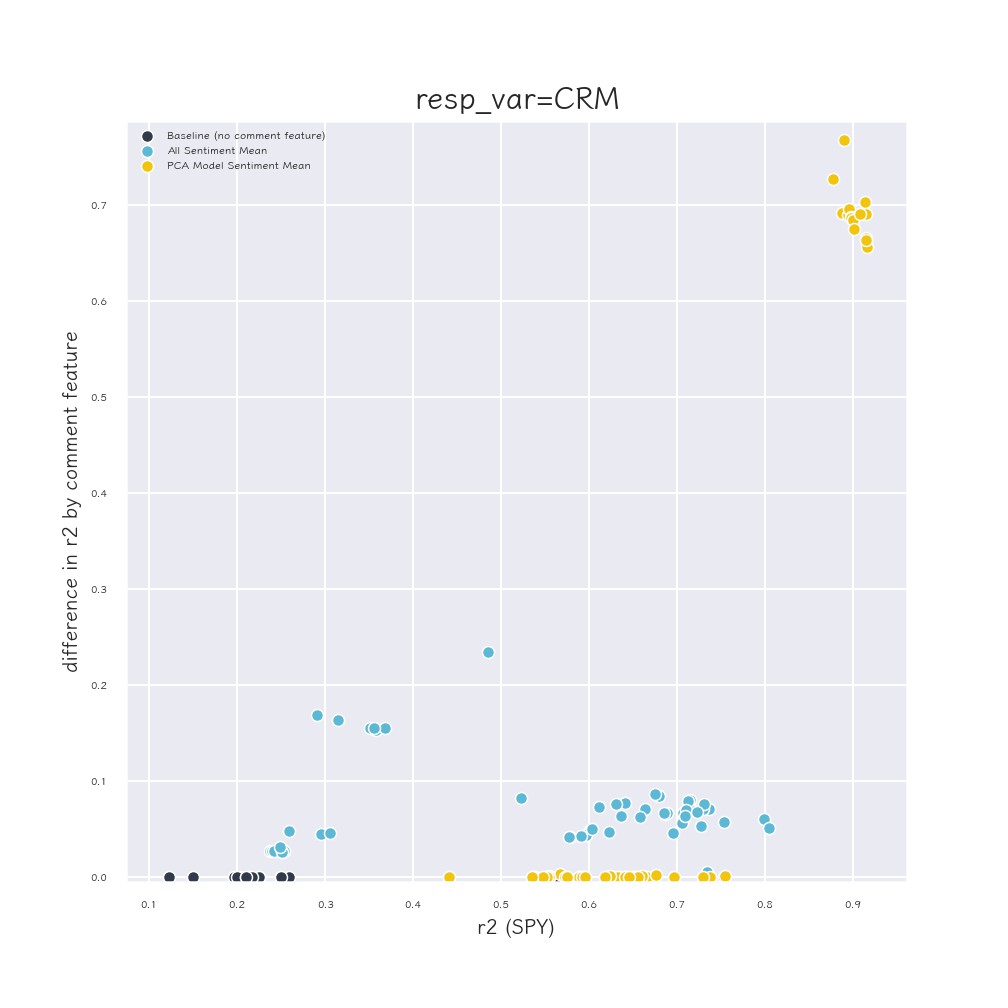 resp_var=CRM
Baseline (no comment feature)
All Sentiment Mean
PCA Model Sentiment Mean
difference in r2 by comment feature
0.7
0.6
0.5
0.4
0.3
0.2
0.1
0.0
0.1 0.2 0.3 0.4 0.5 0.6 0.7 0.8 0.9
r2 (SPY)